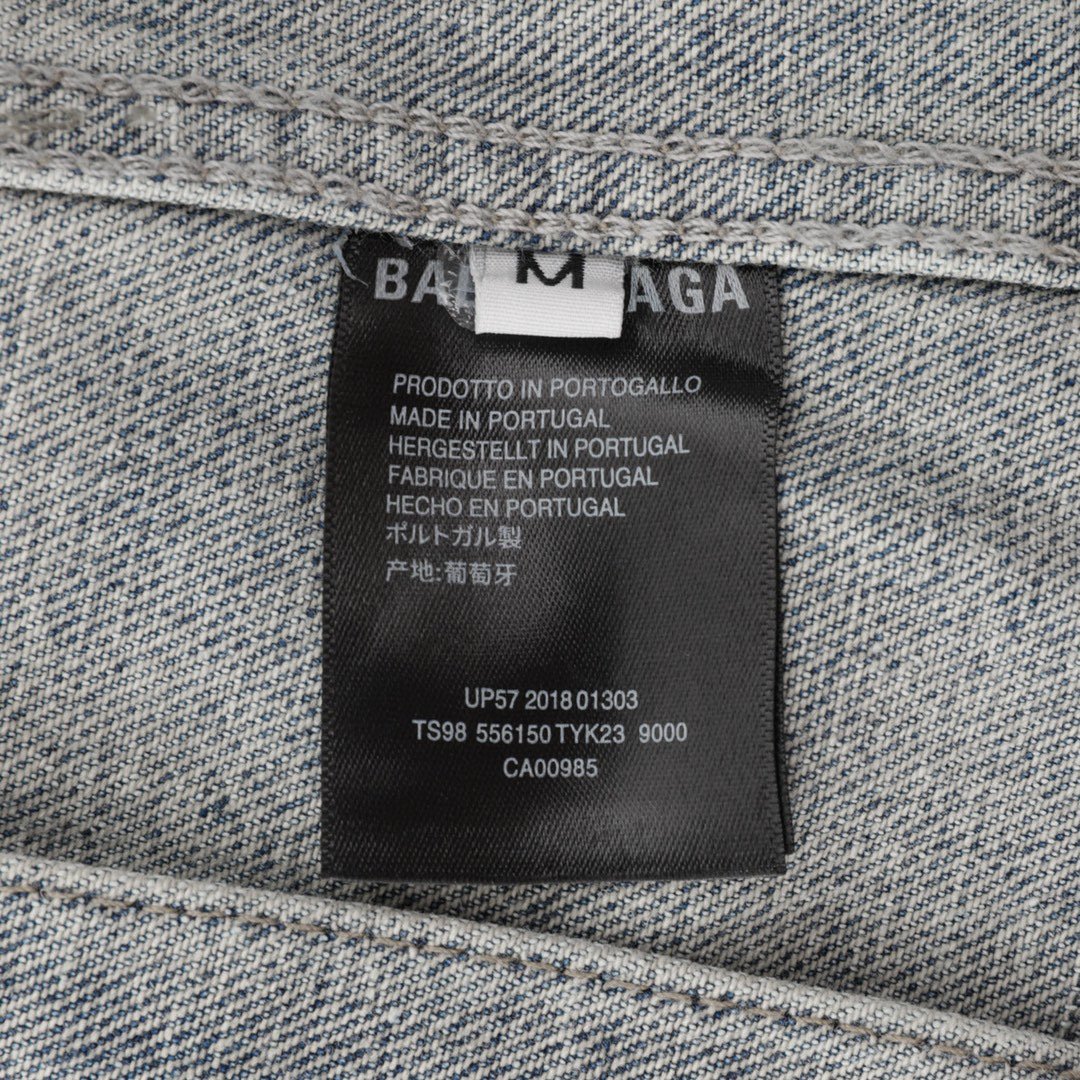 M
BA AGA
PRODOTTO IN PORTOGALLO
MADE IN PORTUGAL
HERGESTELLT IN PORTUGAL
FABRIQUE EN PORTUGAL
HECHO EN PORTUGAL
ポルトガル製
产地:葡萄牙
UP57 2018 01303
TS98 556150 TYK23 9000
CA00985